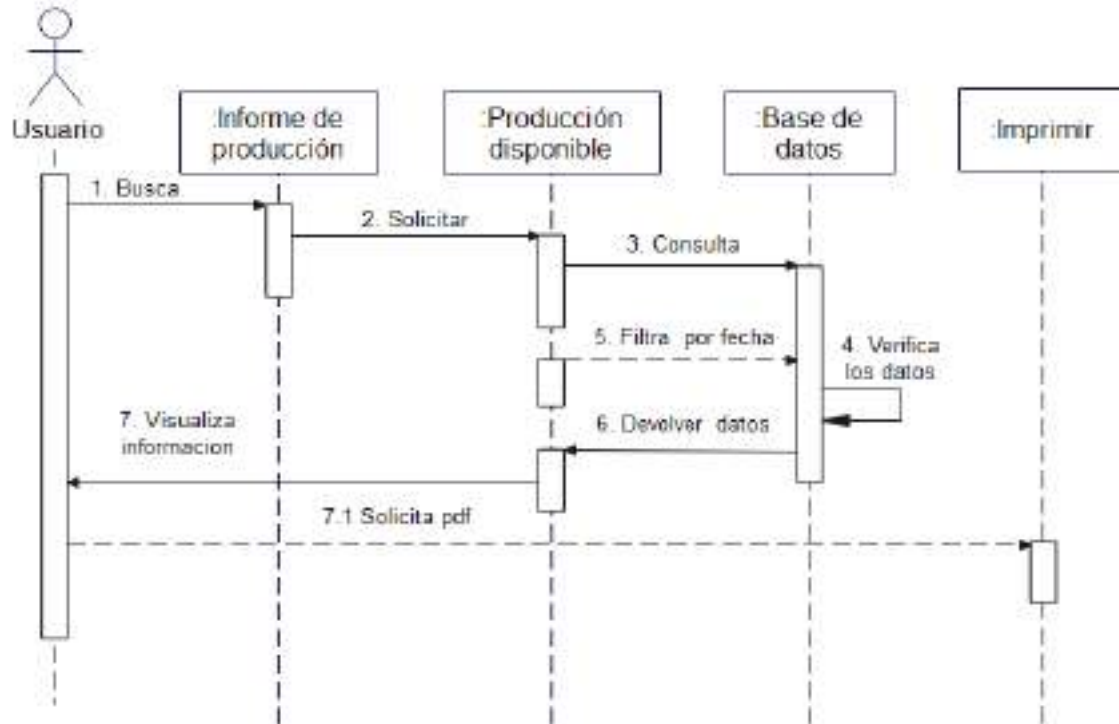 Usuario
:Informe de
producción
:Producción
disponible
:Base de
datos
:Imprimir
1. Busca
2. Solicitar
3. Consulta
5. Filtra por fecha
4. Verifica
los datos
6. Devolver datos
7. Visualiza
informacion
7.1 Solicita pdf